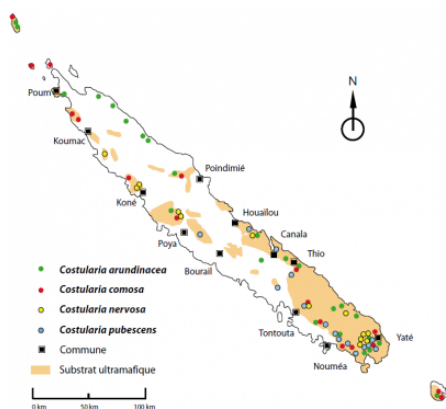 N
Poum
Koumac
Poindimié
Koné
Houaïlou
Canala
Poya
Thio
Bourail
Costularia arundinacea
Costularia comosa
Costularia nervosa
Costularia pubescens
Commune
Substrat ultramafique
Tontouta
Yaté
Nouméa
0 km 50 km 100 km